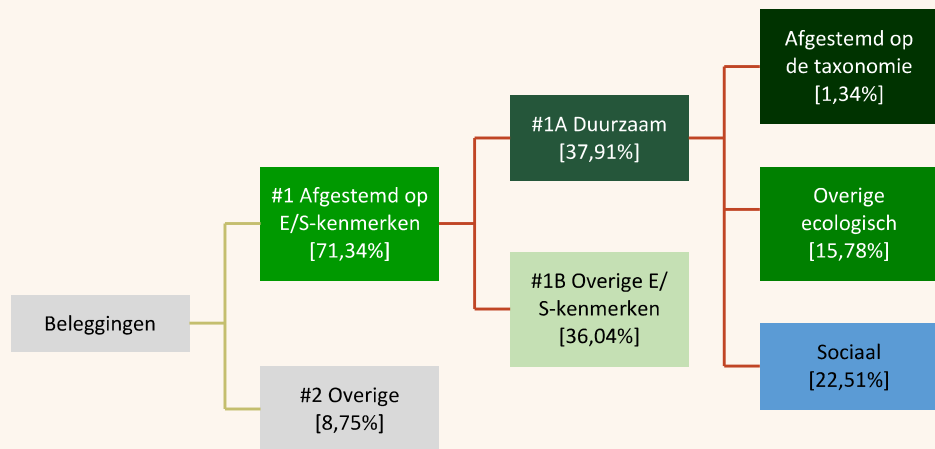 Beleggingen
#1 Afgestemd op
E/S-kenmerken
[71,34%]
#2 Overige
[8,75%]
#1A Duurzaam
[37,91%]
#1B Overige E/
S-kenmerken
[36,04%]
Afgestemd op
de taxonomie
[1,34%]
Overige
ecologisch
[15,78%]
Sociaal
[22,51%]